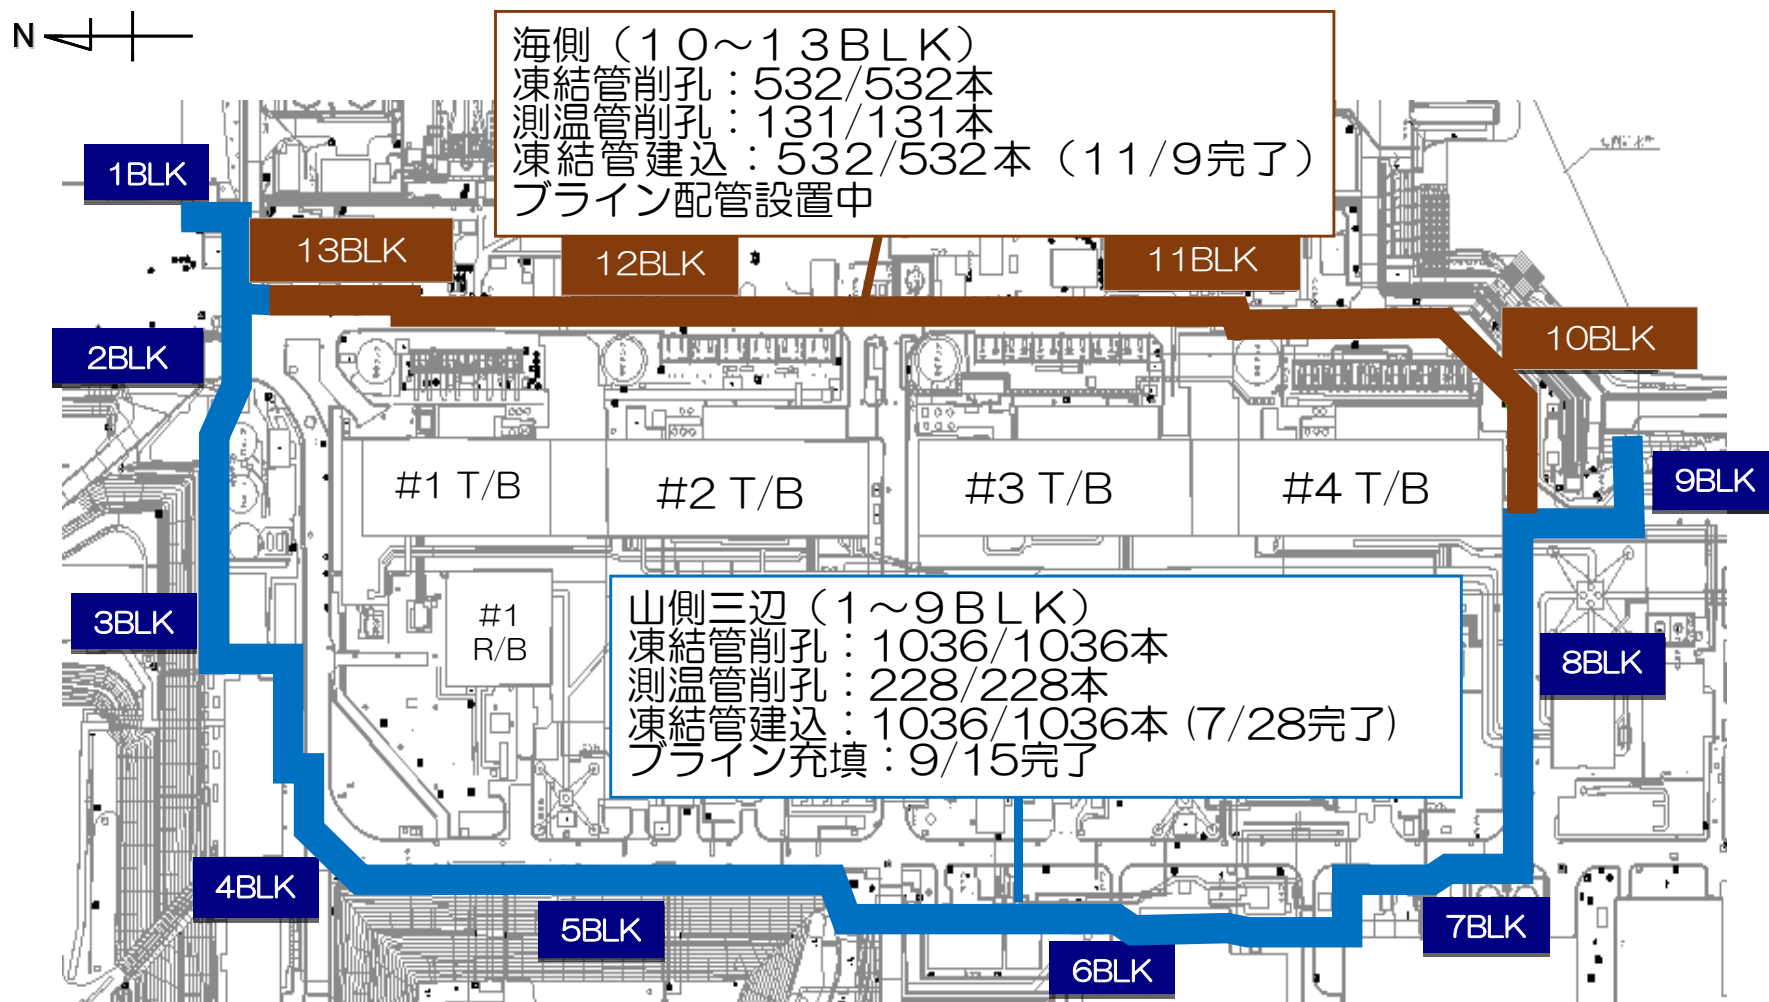 N
海側（１０～１３ＢＬＫ）
凍結管削孔：532/532本
測温管削孔：131/131本
凍結管建込：532/532本（11/9完了）
ブライン配管設置中
1BLK
13BLK
12BLK
11BLK
10BLK
2BLK
#1 T/B
#2 T/B
#3 T/B
#4 T/B
9BLK
3BLK
#1
R/B
山側三辺（１～９ＢＬＫ）
凍結管削孔：1036/1036本
測温管削孔：228/228本
凍結管建込：1036/1036本 (7/28完了)
ブライン充填：9/15完了
8BLK
4BLK
5BLK
6BLK
7BLK